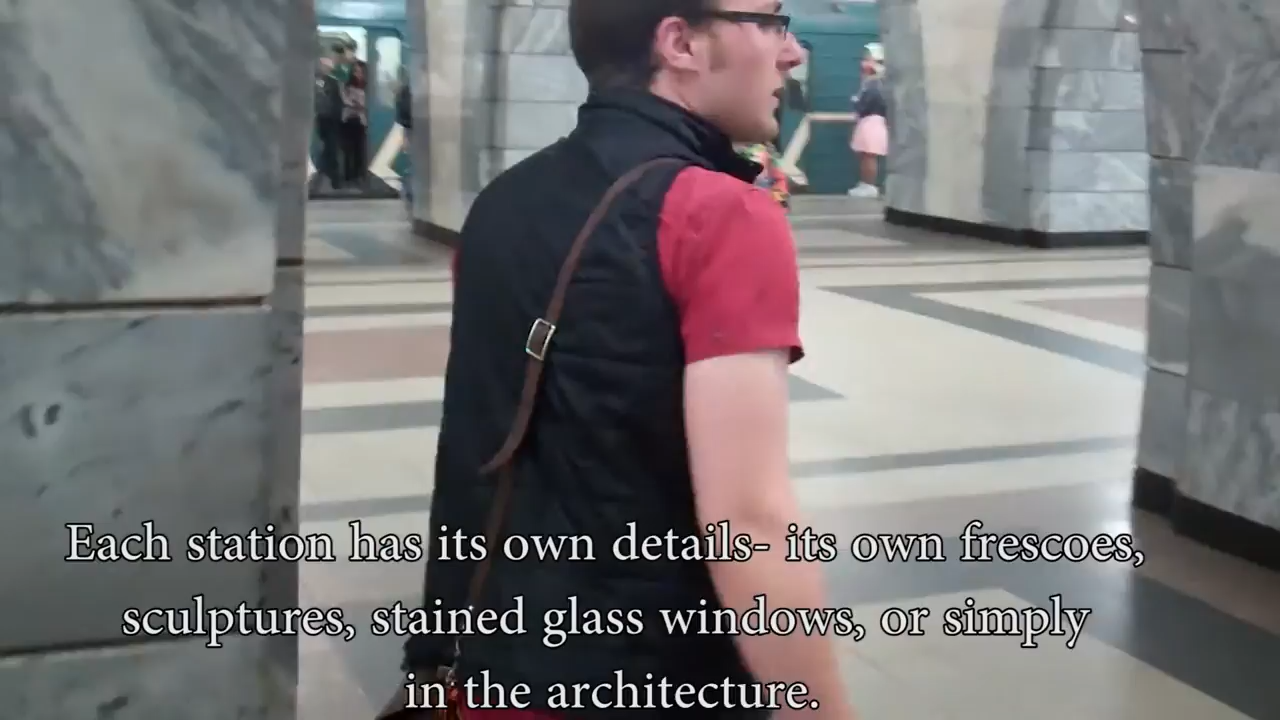 Each station has its own details- its own frescoes,
sculptures, stained glass windows, or simply
in the architecture.